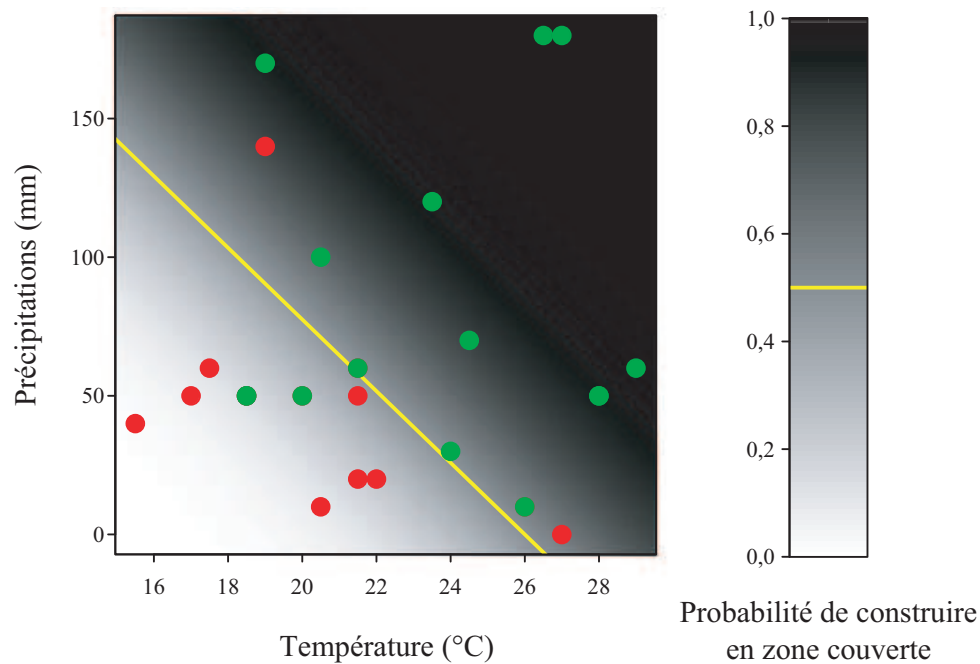 Précipitations (mm)
150
100
50
0
16 18 20 22 24 26 28
Température (°C)
1,0
0,8
0,6
0,4
0,2
0,0
Probabilité de construire
en zone couverte